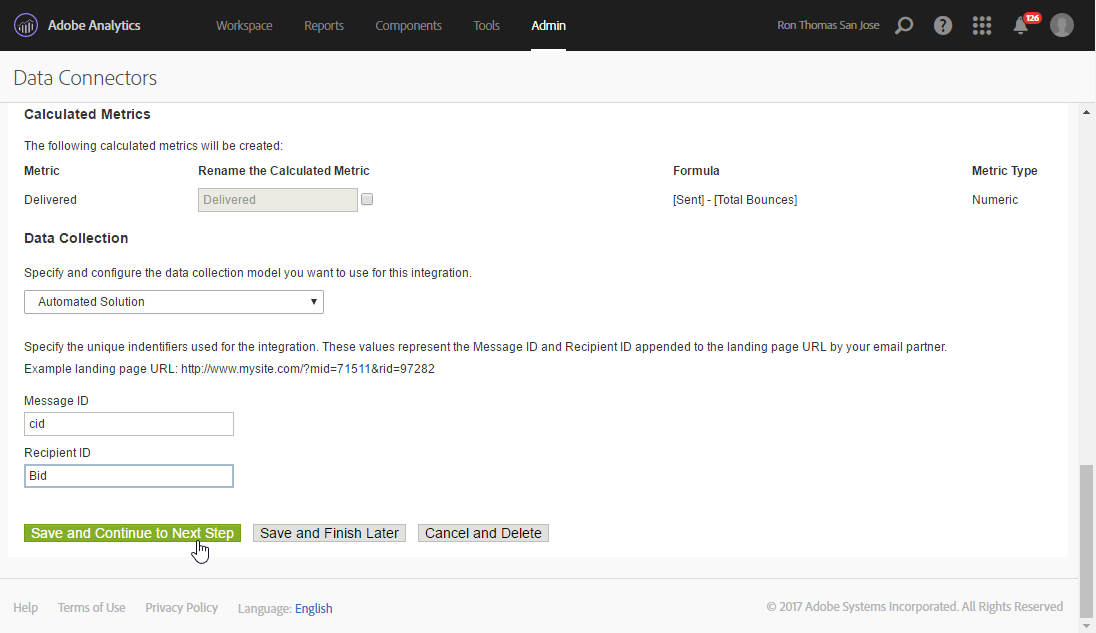 Adobe Analytics Workspace Reports Components Tools Admin Ron Thomas San Jose ? 126
Data Connectors
Calculated Metrics
The following calculated metrics will be created:
Metric Rename the Calculated Metric Formula Metric Type
Delivered Delivered [Sent] - [Total Bounces] Numeric
Data Collection
Specify and configure the data collection model you want to use for this integration.
Automated Solution
Specify the unique indentifiers used for the integration. These values represent the Message ID and Recipient ID appended to the landing page URL by your email partner.
Example landing page URL: http://www.mysite.com/?mid=71511&rid=97282
Message ID
cid
Recipient ID
Bid
Save and Continue to Next Step Save and Finish Later Cancel and Delete
Help Terms of Use Privacy Policy Language: English © 2017 Adobe Systems Incorporated. All Rights Reserved